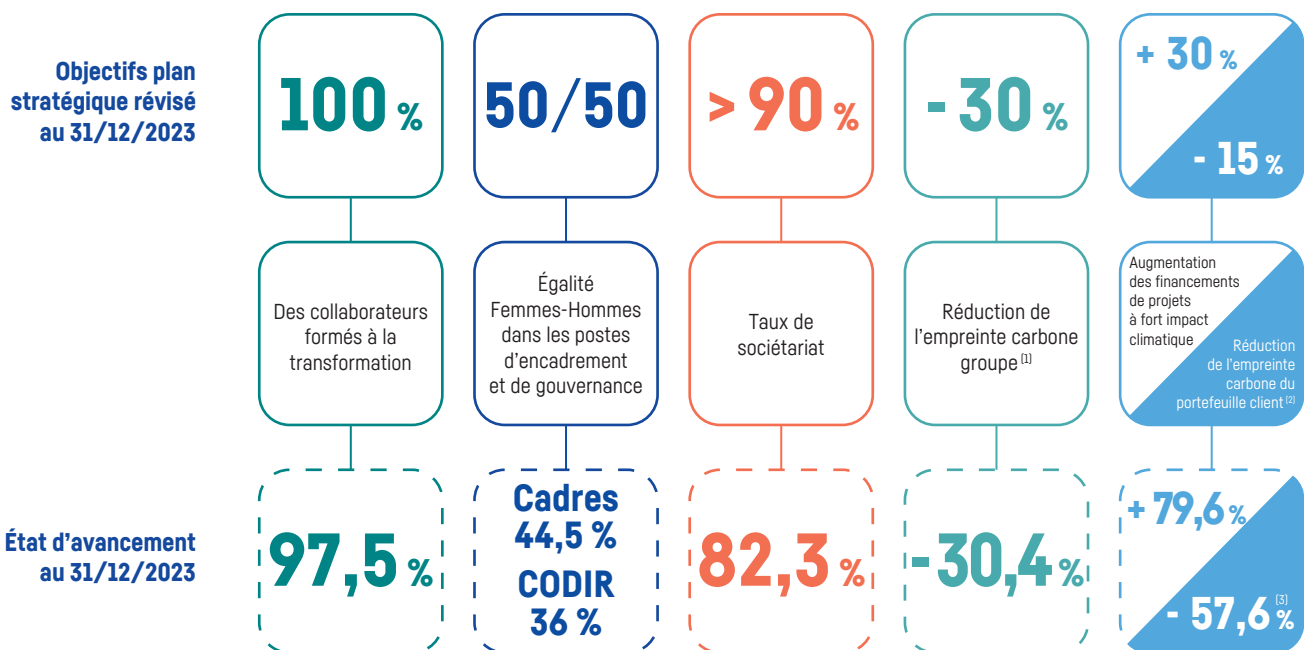 Objectifs plan
stratégique révisé
au 31/12/2023
100 %
50/50
> 90 %
- 30 %
+ 30 %
- 15 %
Des collaborateurs
formés à la
transformation
Égalité
Femmes-Hommes
dans les postes
d'encadrement
et de gouvernance
Taux de
sociétariat
Réduction de
l'empreinte carbone
groupe (1)
Augmentation
des financements
de projets
à fort impact
climatique
Réduction
de l'empreinte
carbone du
portefeuille client (2)
État d'avancement
au 31/12/2023
97,5 %
Cadres
44,5 %
CODIR
36 %
82,3 %
-30,4 %
+ 79,6 %
- 57,6 % (3)